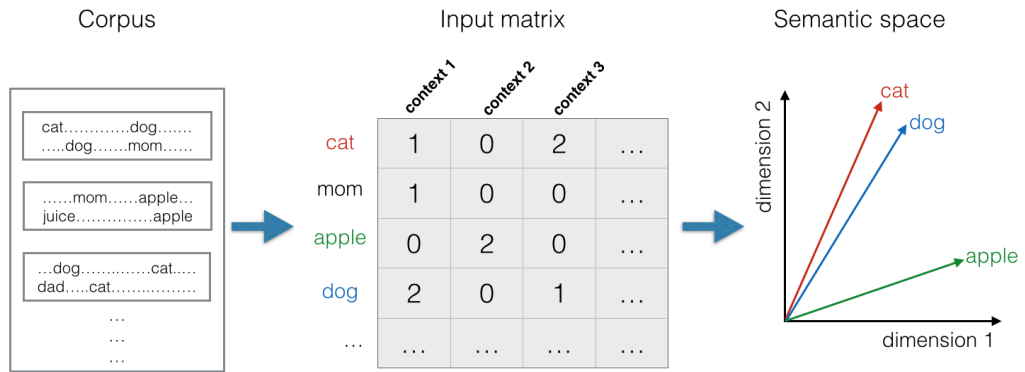 Corpus
cat.............dog.......
.....dog.......mom......
......mom......apple...
juice...............apple
...dog...............cat.....
dad.....cat.................
...
...
...
Input matrix
context 1 context 2 context 3
cat 1 0 2 ...
mom 1 0 0 ...
apple 0 2 0 ...
dog 2 0 1 ...
... ... ... ... ...
Semantic space
dimension 2
cat
dog
apple
dimension 1